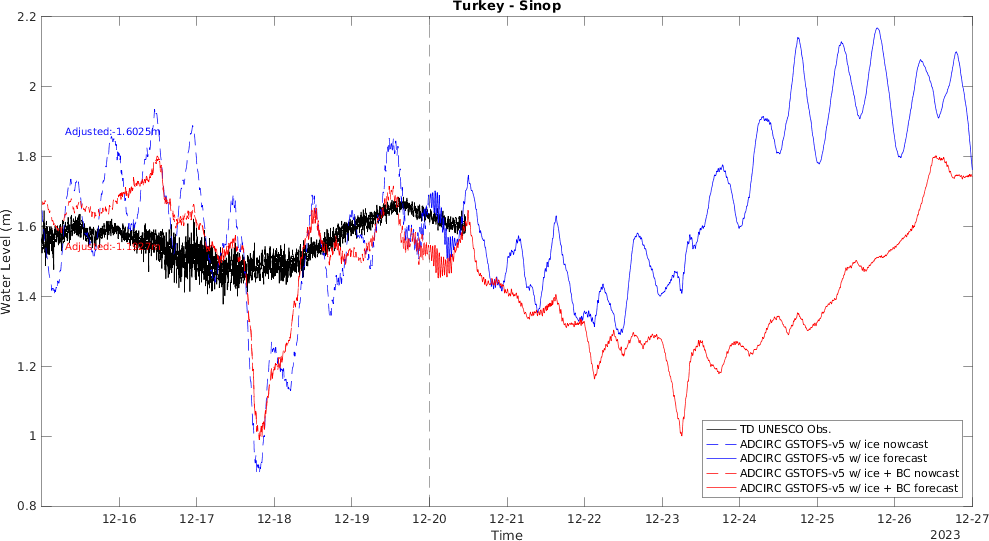 Turkey - Sinop
2.2
2
1.8
1.6
1.4
1.2
1
0.8
Water Level (m)
Adjusted:-1.6025m
12-16
12-17
12-18
12-19
12-20
12-21
12-22
12-23
12-24
12-25
12-26
12-27
Time
2023
TD UNESCO Obs.
ADCIRC GSTOFS-v5 w/ ice nowcast
ADCIRC GSTOFS-v5 w/ ice forecast
ADCIRC GSTOFS-v5 w/ ice + BC nowcast
ADCIRC GSTOFS-v5 w/ ice + BC forecast